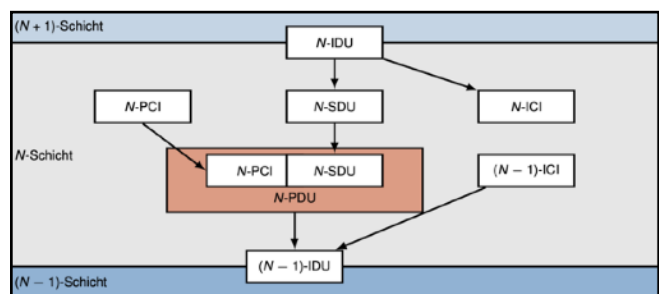 (N + 1)-Schicht
N-IDU
N-PCI
N-SDU
N-ICI
N-Schicht
N-PCI
N-SDU
(N − 1)-ICI
N-PDU
(N − 1)-IDU
(N − 1)-Schicht